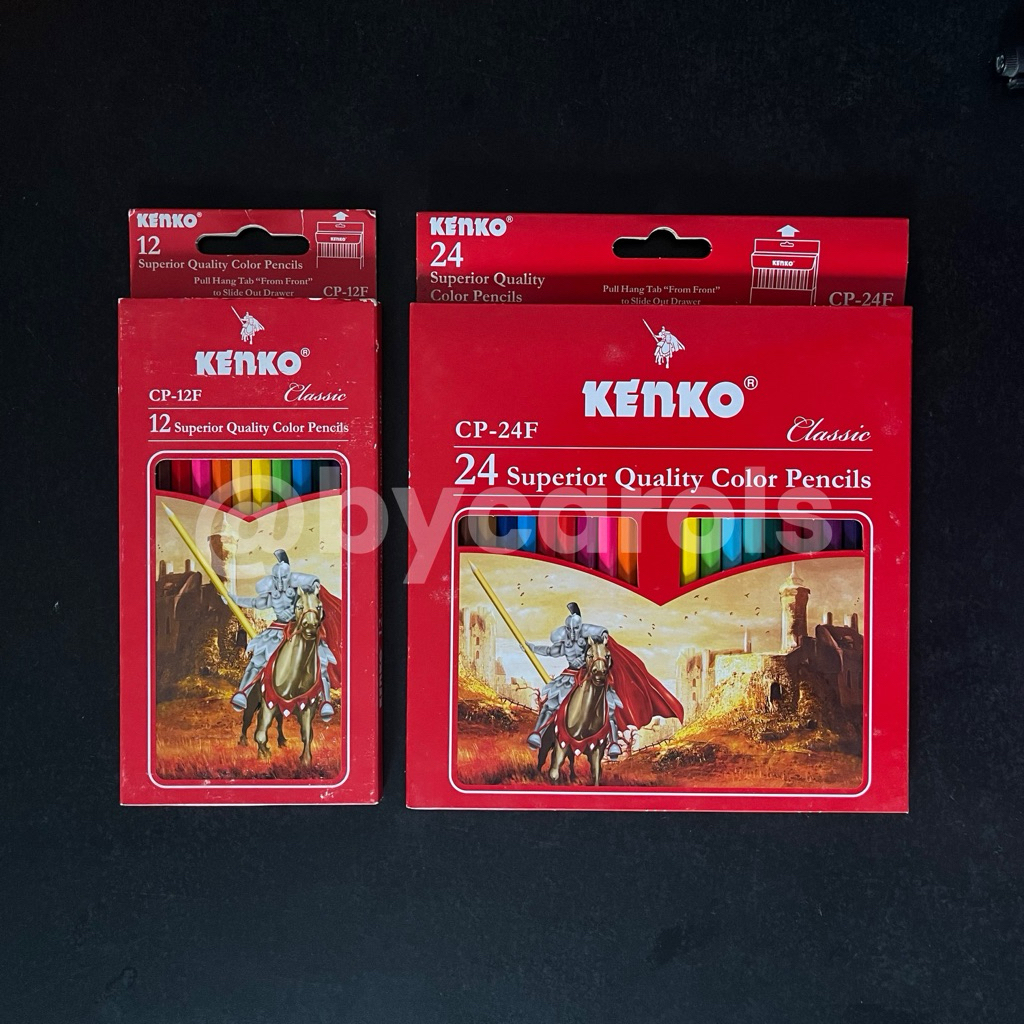 KENKO®
12
Superior Quality Color Pencils
Pull Hang Tab "From Front"
to Slide Out Drawer
CP-12F
KENKO
KENKO®
CP-12F
Classic
12 Superior Quality Color Pencils
KENKO®
24
Superior Quality
Color Pencils
Pull Hang Tab "From Front"
to Slide Out Drawer
CP-24F
KENKO
KENKO®
CP-24F
Classic
24 Superior Quality Color Pencils
@bycarols